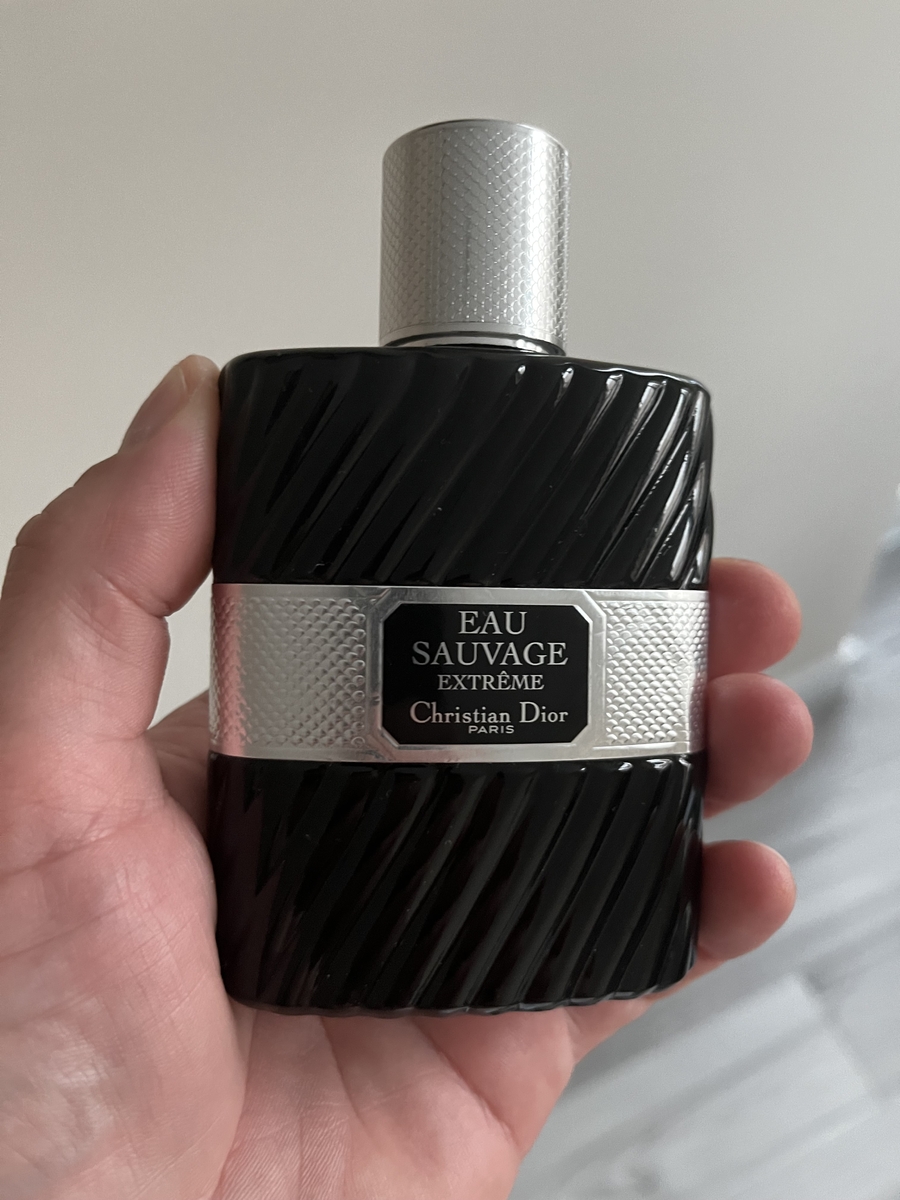 EAU
SAUVAGE
EXTRÊME
Christian Dior
PARIS